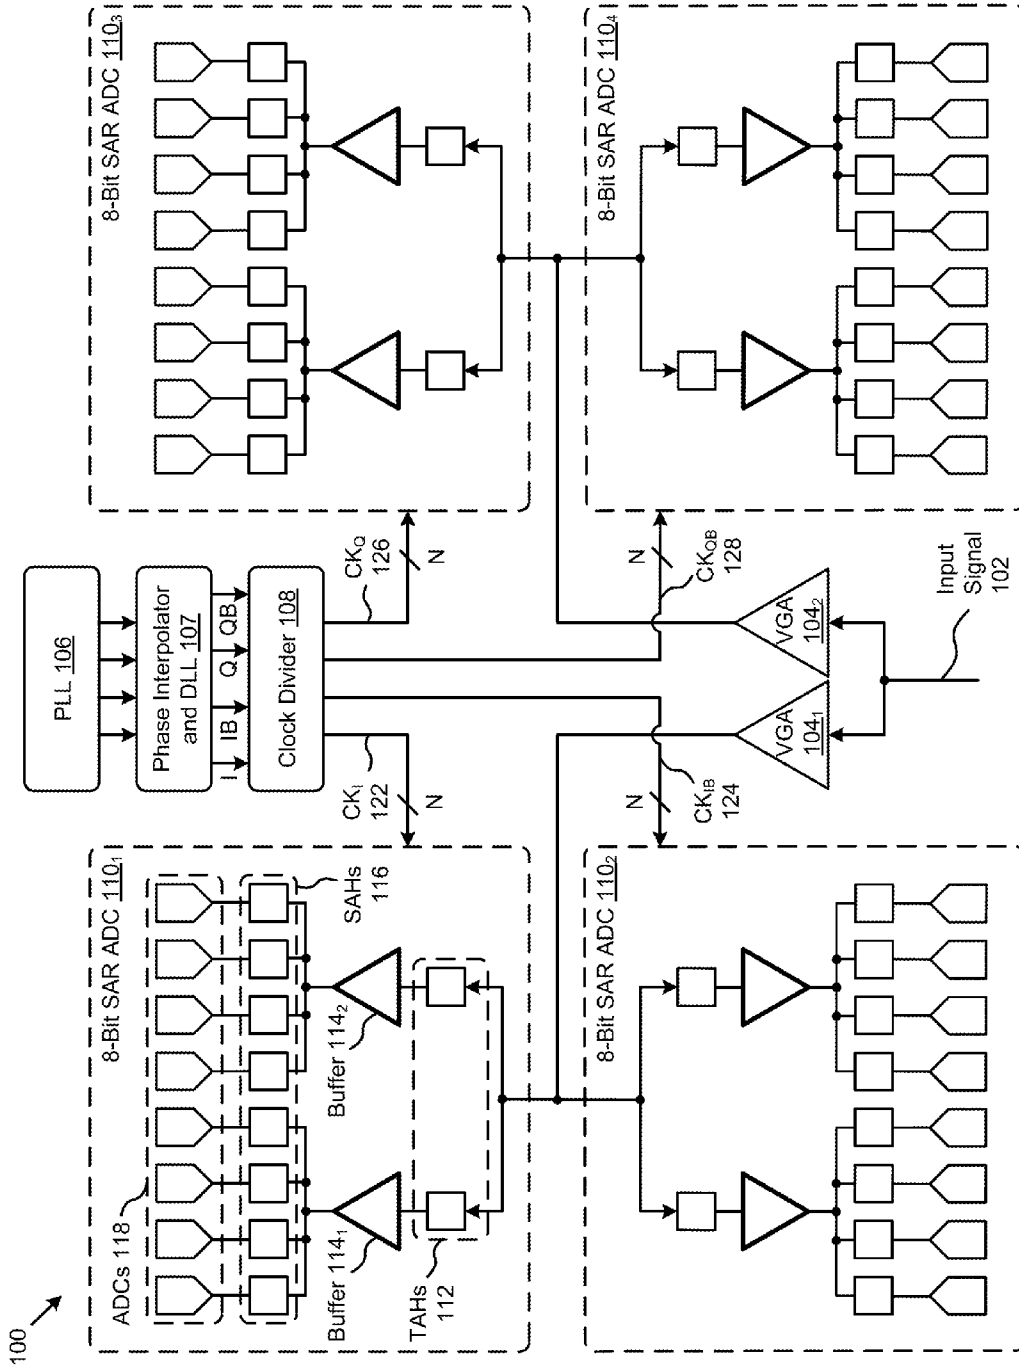 100
8-Bit SAR ADC 110₁
ADCs 118
SAHs
116
Buffer 114₁
Buffer 114₂
TAHs
112
PLL 106
Phase Interpolator
and DLL 107
I
IB
Q
QB
Clock Divider 108
CK_I
122
N
CK_Q
126
N
8-Bit SAR ADC 110₃
CK_IB
124
N
CK_QB
128
N
VGA
104₁
VGA
104₂
Input
Signal
102
8-Bit SAR ADC 110₂
8-Bit SAR ADC 110₄